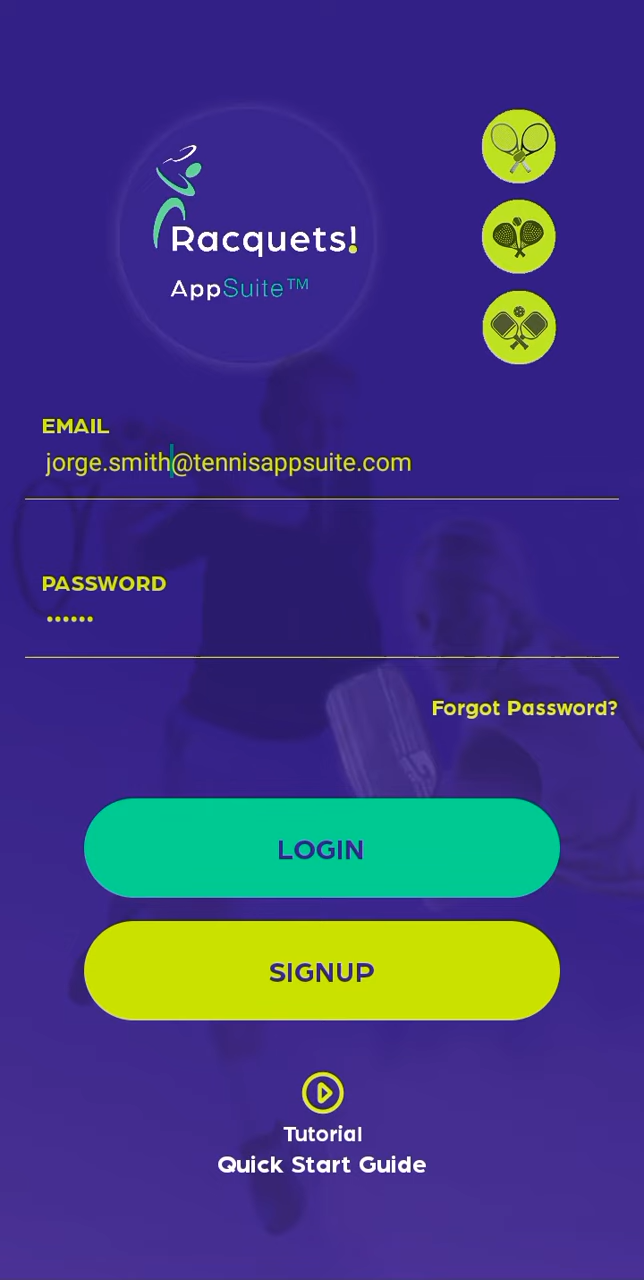 Racquets!
AppSuite™
EMAIL
jorge.smith@tennisappsuite.com
PASSWORD
••••••
Forgot Password?
LOGIN
SIGNUP
Tutorial
Quick Start Guide